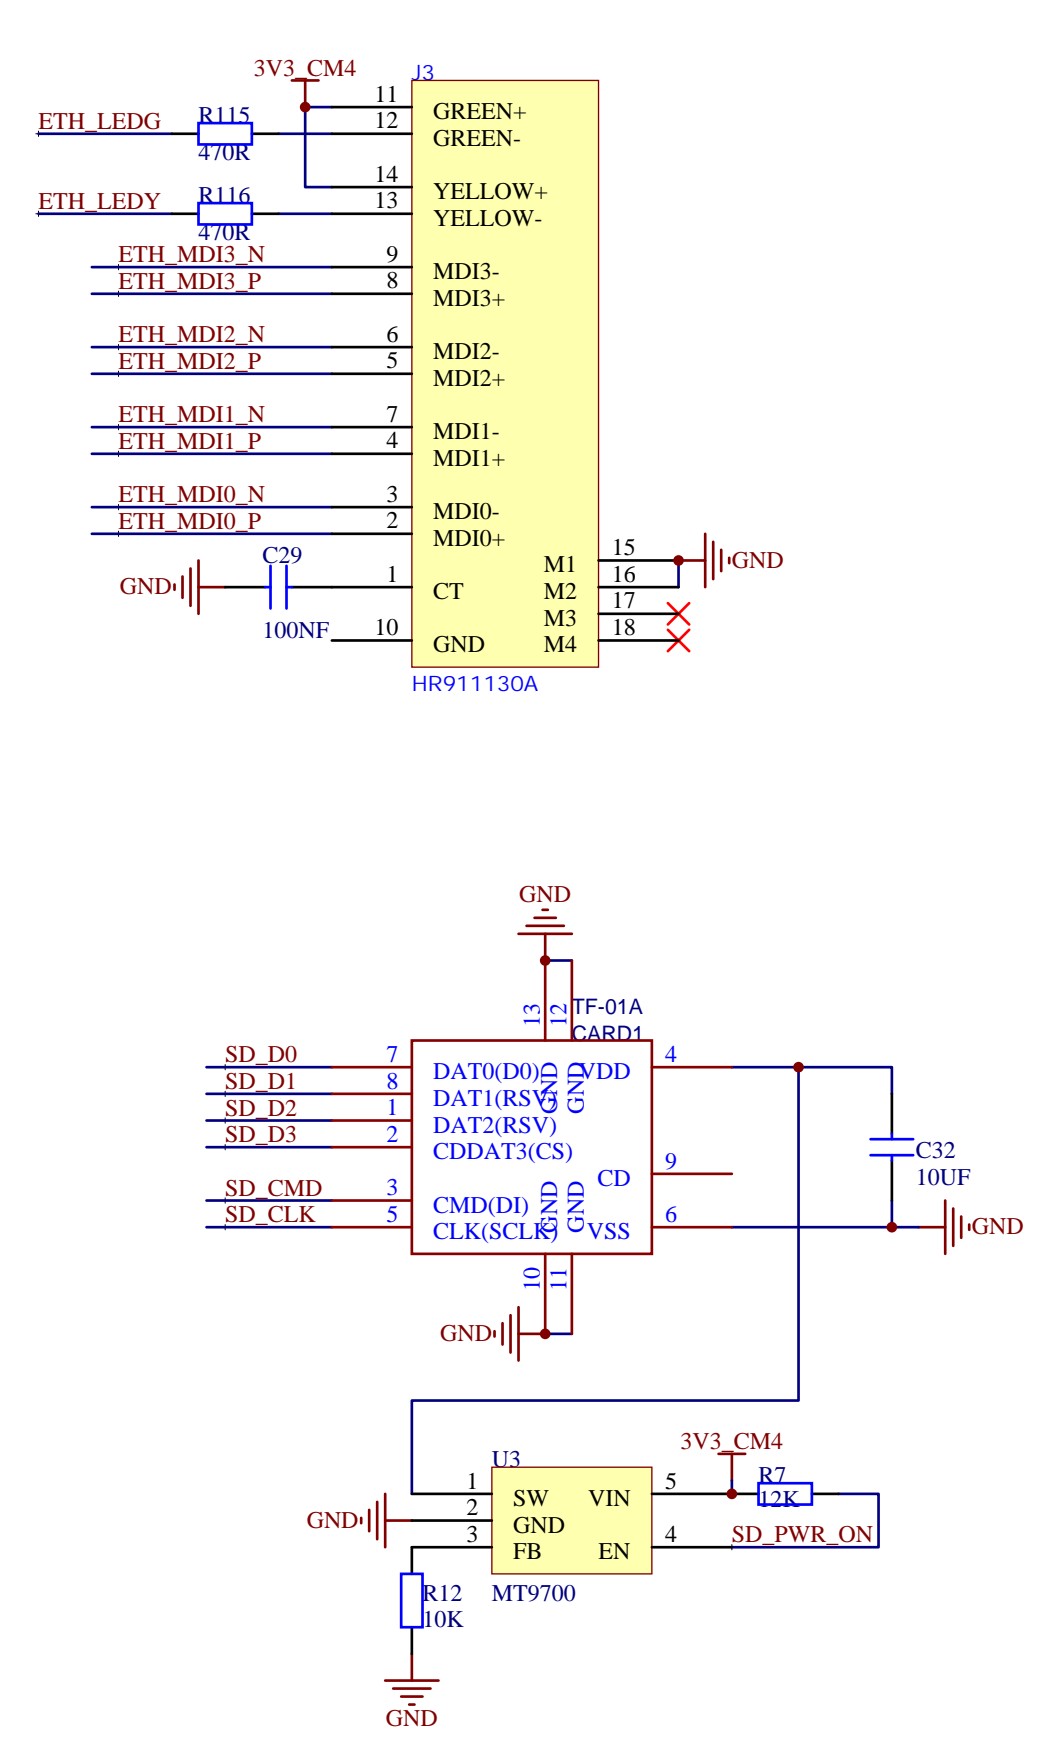 3V3_CM4
J3
11
GREEN+
ETH_LEDG
R115
470R
12
GREEN-
14
YELLOW+
ETH_LEDY
R116
470R
13
YELLOW-
ETH_MDI3_N
9
MDI3-
ETH_MDI3_P
8
MDI3+
ETH_MDI2_N
6
MDI2-
ETH_MDI2_P
5
MDI2+
ETH_MDI1_N
7
MDI1-
ETH_MDI1_P
4
MDI1+
ETH_MDI0_N
3
MDI0-
ETH_MDI0_P
2
MDI0+
C29
GND
100NF
1
CT
10
GND
M1
15
GND
M2
16
M3
17
M4
18
HR911130A
GND
13
12
TF-01A
CARD1
SD_D0
7
DAT0(D0)
SD_D1
8
DAT1(RSV)
SD_D2
1
DAT2(RSV)
SD_D3
2
CDDAT3(CS)
SD_CMD
3
CMD(DI)
SD_CLK
5
CLK(SCLK)
GND
GND
GND
GND
VDD
4
CD
9
VSS
6
C32
10UF
GND
10
11
GND
3V3_CM4
U3
1
SW
VIN
5
R7
12K
GND
2
GND
3
FB
EN
4
SD_PWR_ON
R12
10K
MT9700
GND